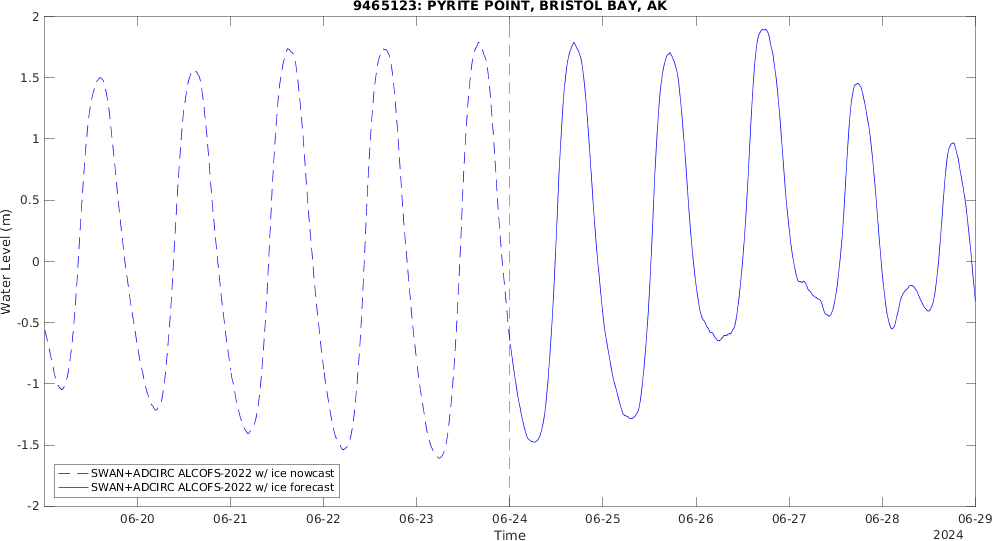 9465123: PYRITE POINT, BRISTOL BAY, AK
2
1.5
1
0.5
0
-0.5
-1
-1.5
-2
Water Level (m)
SWAN+ADCIRC ALCOFS-2022 w/ ice nowcast
SWAN+ADCIRC ALCOFS-2022 w/ ice forecast
06-20 06-21 06-22 06-23 06-24 06-25 06-26 06-27 06-28 06-29
Time
2024